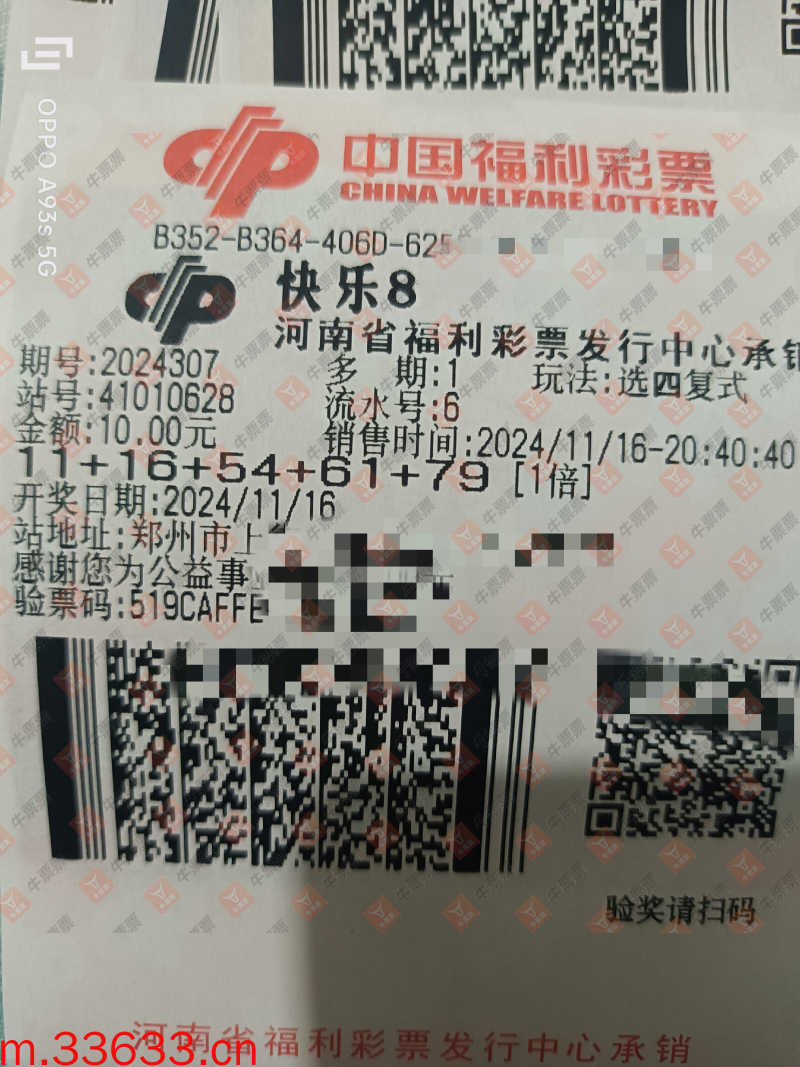 OPPO A93s 5G
中国福利彩票
CHINA WELFARE LOTTERY
B352-B364-406D-625
快乐8
河南省福利彩票发行中心承销
期号:2024307 多 期:1 玩法:选四复式
站号:41010628 流水号:6
金额:10.00元 销售时间:2024/11/16-20:40:40
11+16+54+61+79 [1倍]
开奖日期:2024/11/16
站地址:郑州市上
感谢您为公益事
验票码:519CAFFE
验奖请扫码
河南省福利彩票发行中心承销
m.33633.cn
牛票票